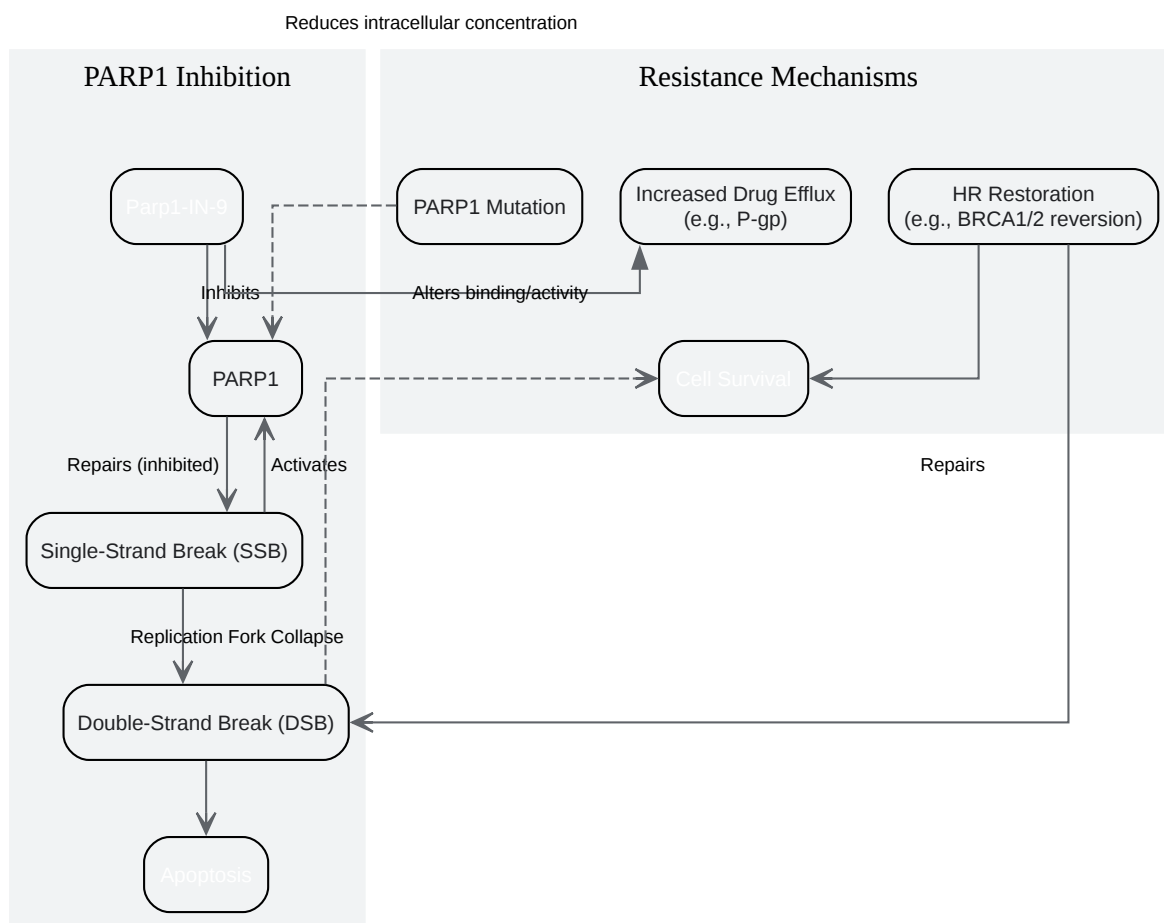 Reduces intracellular concentration
PARP1 Inhibition
Resistance Mechanisms
Parp1-IN-9
PARP1 Mutation
Increased Drug Efflux
(e.g., P-gp)
HR Restoration
(e.g., BRCA1/2 reversion)
Inhibits
Alters binding/activity
PARP1
Cell Survival
Repairs (inhibited)
Activates
Repairs
Single-Strand Break (SSB)
Replication Fork Collapse
Double-Strand Break (DSB)
Apoptosis